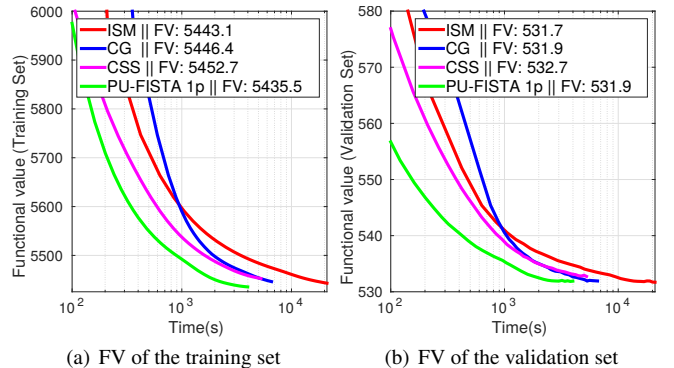 6000
5900
5800
5700
5600
5500
Functional value (Training Set)
ISM || FV: 5443.1
CG || FV: 5446.4
CSS || FV: 5452.7
PU-FISTA 1p || FV: 5435.5
10^2 10^3 10^4
Time(s)
(a) FV of the training set
580
570
560
550
540
530
Functional value (Validation Set)
ISM || FV: 531.7
CG || FV: 531.9
CSS || FV: 532.7
PU-FISTA 1p || FV: 531.9
10^2 10^3 10^4
Time(s)
(b) FV of the validation set